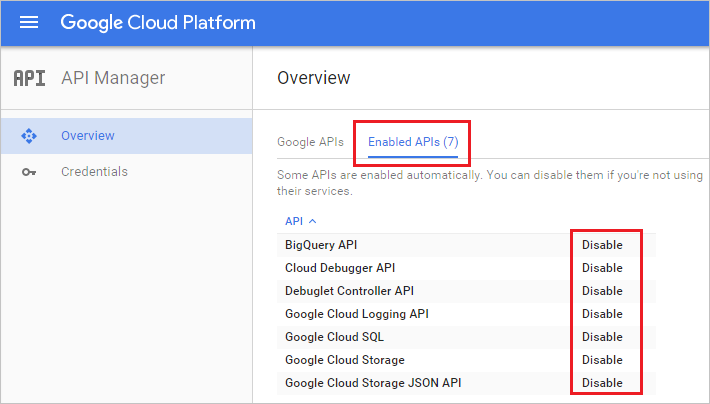 Google Cloud Platform
API API Manager
Overview
Overview
Credentials
Google APIs Enabled APIs (7)
Some APIs are enabled automatically. You can disable them if you're not using
their services.
API
BigQuery API Disable
Cloud Debugger API Disable
Debuglet Controller API Disable
Google Cloud Logging API Disable
Google Cloud SQL Disable
Google Cloud Storage Disable
Google Cloud Storage JSON API Disable